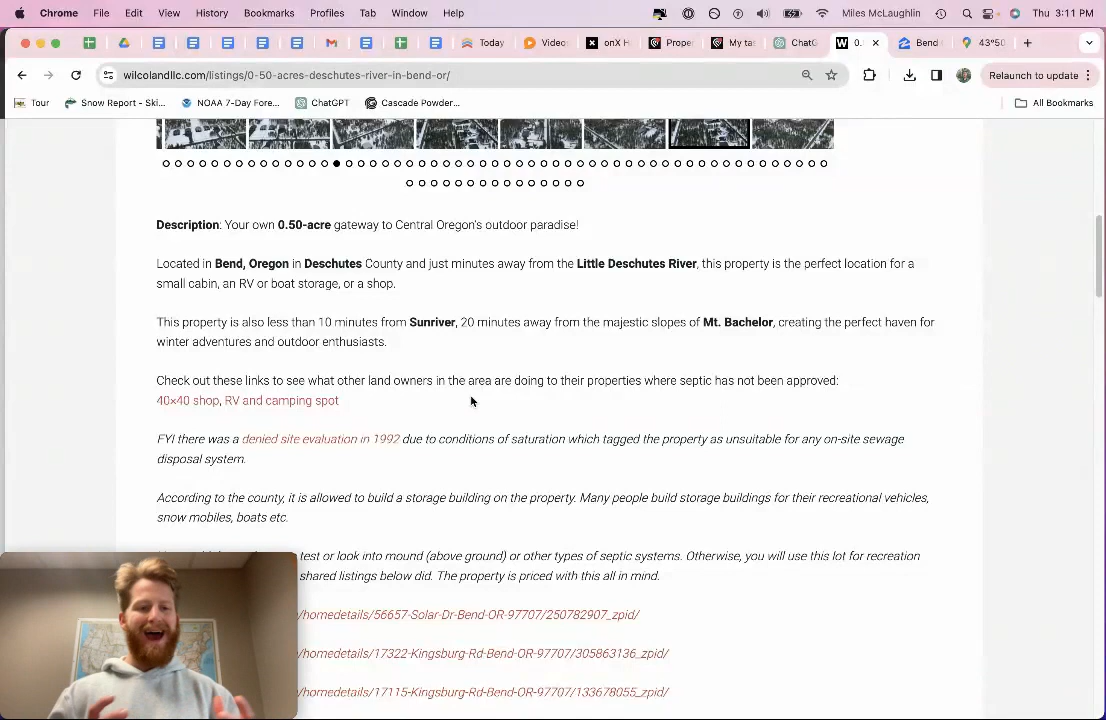 Chrome File Edit View History Bookmarks Profiles Tab Window Help Miles McLaughlin Thu 3:11 PM
Today Video onX H Proper My ta ChatG 0. Bend 43°50
wilcolandllc.com/listings/0-50-acres-deschutes-river-in-bend-or/ Relaunch to update
Tour Snow Report - Ski... NOAA 7-Day Fore... ChatGPT Cascade Powder... All Bookmarks
Description: Your own 0.50-acre gateway to Central Oregon's outdoor paradise!
Located in Bend, Oregon in Deschutes County and just minutes away from the Little Deschutes River, this property is the perfect location for a
small cabin, an RV or boat storage, or a shop.
This property is also less than 10 minutes from Sunriver, 20 minutes away from the majestic slopes of Mt. Bachelor, creating the perfect haven for
winter adventures and outdoor enthusiasts.
Check out these links to see what other land owners in the area are doing to their properties where septic has not been approved:
40×40 shop, RV and camping spot
FYI there was a denied site evaluation in 1992 due to conditions of saturation which tagged the property as unsuitable for any on-site sewage
disposal system.
According to the county, it is allowed to build a storage building on the property. Many people build storage buildings for their recreational vehicles,
snow mobiles, boats etc.
test or look into mound (above ground) or other types of septic systems. Otherwise, you will use this lot for recreation
shared listings below did. The property is priced with this all in mind.
/homedetails/56657-Solar-Dr-Bend-OR-97707/250782907_zpid/
/homedetails/17322-Kingsburg-Rd-Bend-OR-97707/305863136_zpid/
/homedetails/17115-Kingsburg-Rd-Bend-OR-97707/133678055_zpid/